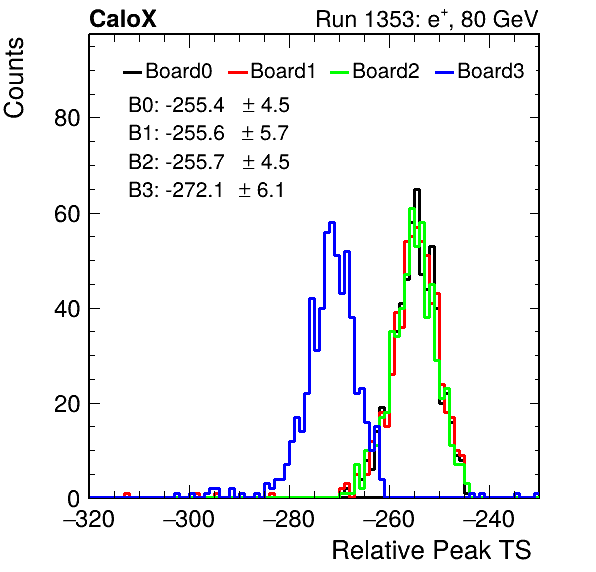 CaloX Run 1353: e⁺, 80 GeV
Counts
Board0 Board1 Board2 Board3
B0: -255.4 ± 4.5
B1: -255.6 ± 5.7
B2: -255.7 ± 4.5
B3: -272.1 ± 6.1
80
60
40
20
0
−320 −300 −280 −260 −240
Relative Peak TS